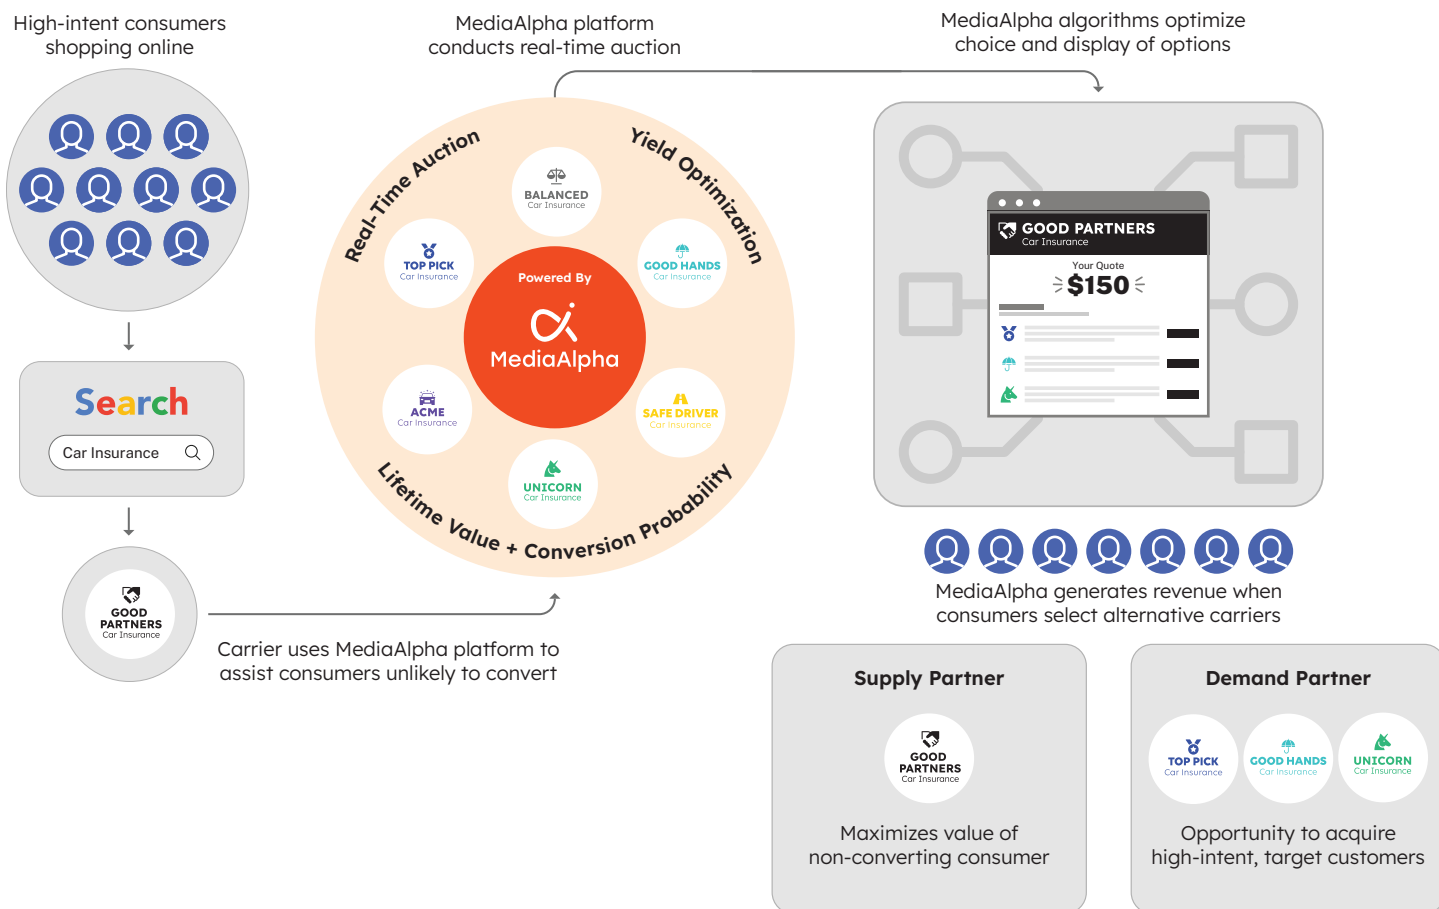 High-intent consumers
shopping online
Search
Car Insurance
GOOD
PARTNERS
Car Insurance
Carrier uses MediaAlpha platform to
assist consumers unlikely to convert
MediaAlpha platform
conducts real-time auction
Real-Time Auction
Yield Optimization
Lifetime Value + Conversion Probability
BALANCED
Car Insurance
TOP PICK
Car Insurance
GOOD HANDS
Car Insurance
Powered By
MediaAlpha
ACME
Car Insurance
SAFE DRIVER
Car Insurance
UNICORN
Car Insurance
MediaAlpha algorithms optimize
choice and display of options
GOOD PARTNERS
Car Insurance
Your Quote
$150
MediaAlpha generates revenue when
consumers select alternative carriers
Supply Partner
GOOD
PARTNERS
Car Insurance
Maximizes value of
non-converting consumer
Demand Partner
TOP PICK
Car Insurance
GOOD HANDS
Car Insurance
UNICORN
Car Insurance
Opportunity to acquire
high-intent, target customers